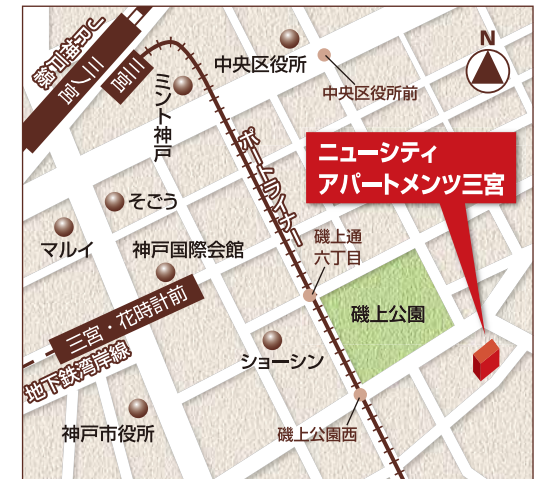 JR神戸線
三ノ宮
三宮
ミント神戸
中央区役所
中央区役所前
N
ニューシティ
アパートメンツ三宮
ポートライナー
そごう
マルイ
神戸国際会館
磯上通
六丁目
磯上公園
三宮・花時計前
地下鉄湾岸線
ショーシン
磯上公園西
神戸市役所